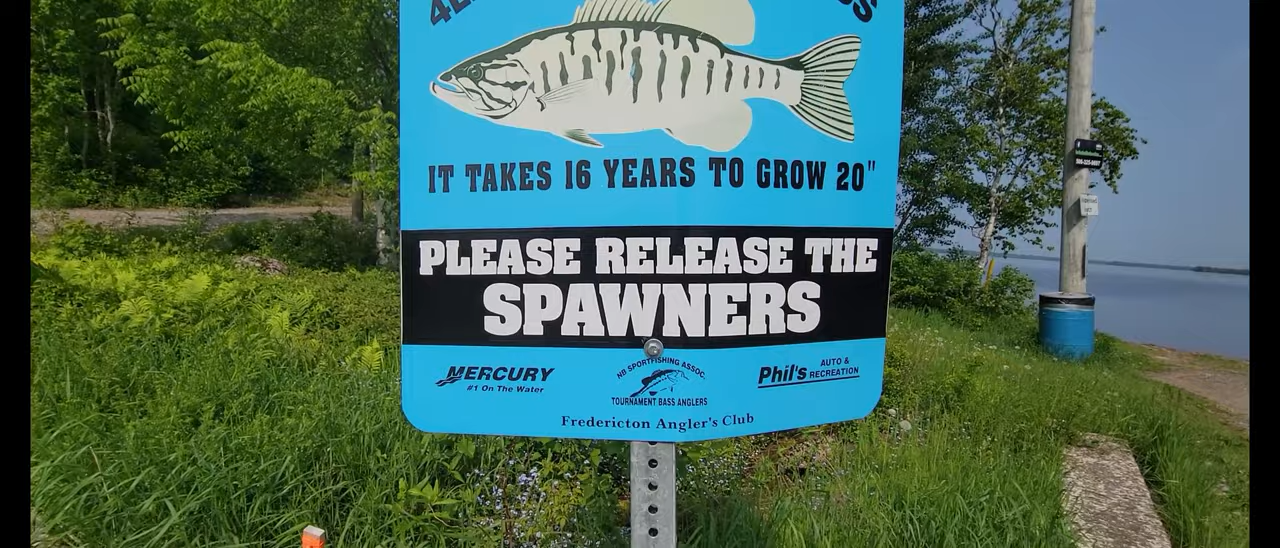 IT TAKES 16 YEARS TO GROW 20"
PLEASE RELEASE THE
SPAWNERS
MERCURY
#1 On The Water
NB SPORTFISHING ASSOC.
TOURNAMENT BASS ANGLERS
Phil's AUTO &
RECREATION
Fredericton Angler's Club